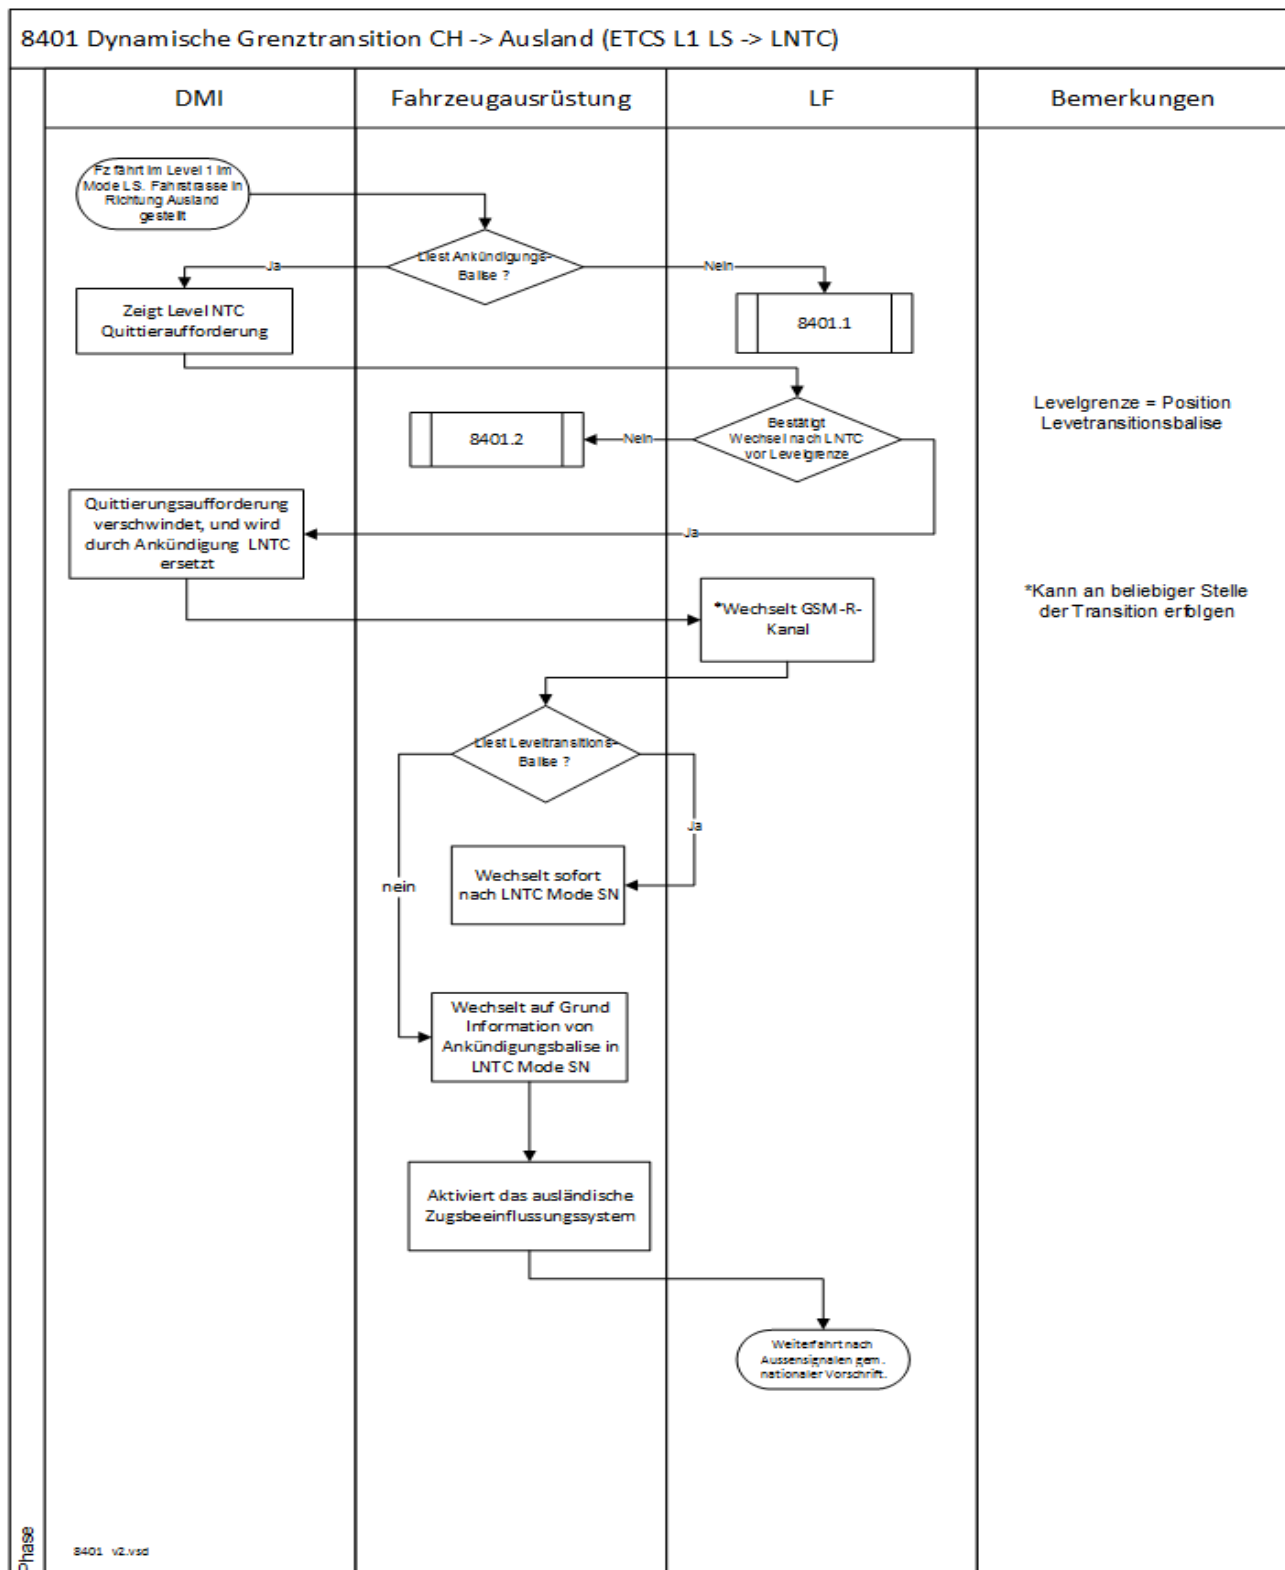 8401 Dynamische Grenztransition CH -> Ausland (ETCS L1 LS -> LNTC)
DMI
Fahrzeugausrüstung
LF
Bemerkungen
Fz fährt im Level 1 im
Mode LS. Fahrstrasse in
Richtung Ausland
gestellt
Liest Ankündigungs-
Balise ?
Ja
Nein
Zeigt Level NTC
Quittieraufforderung
8401.1
Bestätigt
Wechsel nach LNTC
vor Levelgrenze
Levelgrenze = Position
Levetransitionsbalise
Nein
8401.2
Ja
Quittierungsaufforderung
verschwindet, und wird
durch Ankündigung LNTC
ersetzt
*Wechselt GSM-R-
Kanal
*Kann an beliebiger Stelle
der Transition erfolgen
Liest Leveltransitions-
Balise ?
Ja
nein
Wechselt sofort
nach LNTC Mode SN
Wechselt auf Grund
Information von
Ankündigungsbalise in
LNTC Mode SN
Aktiviert das ausländische
Zugsbeeinflussungssystem
Weiterfahrt nach
Aussensignalen gem.
nationaler Vorschrift.
Phase
8401 v2.vsd